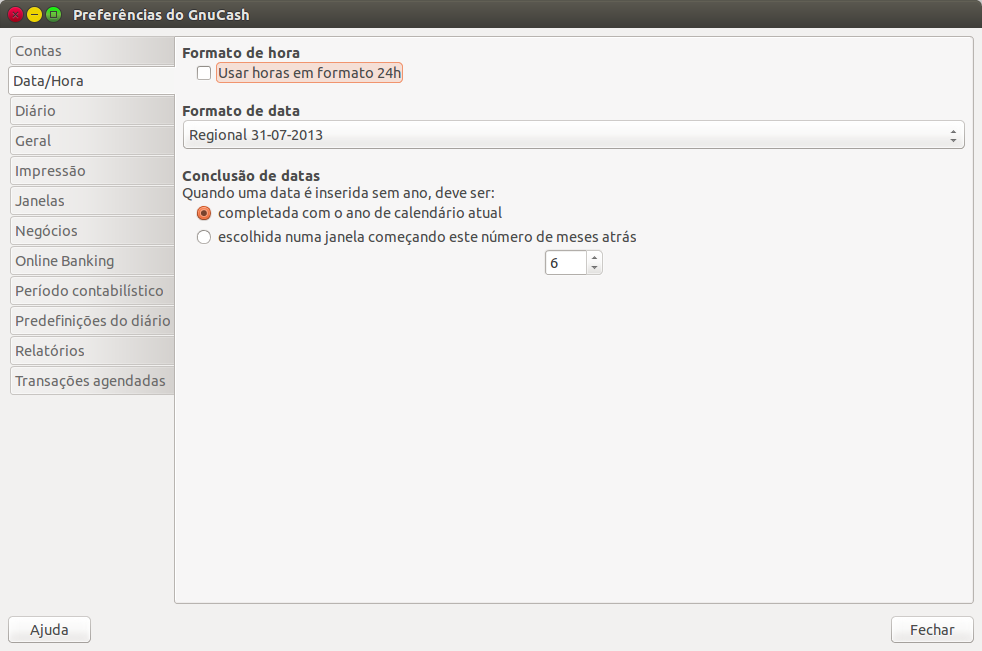 Preferências do GnuCash
Contas
Data/Hora
Diário
Geral
Impressão
Janelas
Negócios
Online Banking
Período contabilístico
Predefinições do diário
Relatórios
Transações agendadas
Formato de hora
Usar horas em formato 24h
Formato de data
Regional 31-07-2013
Conclusão de datas
Quando uma data é inserida sem ano, deve ser:
completada com o ano de calendário atual
escolhida numa janela começando este número de meses atrás
6
Ajuda
Fechar